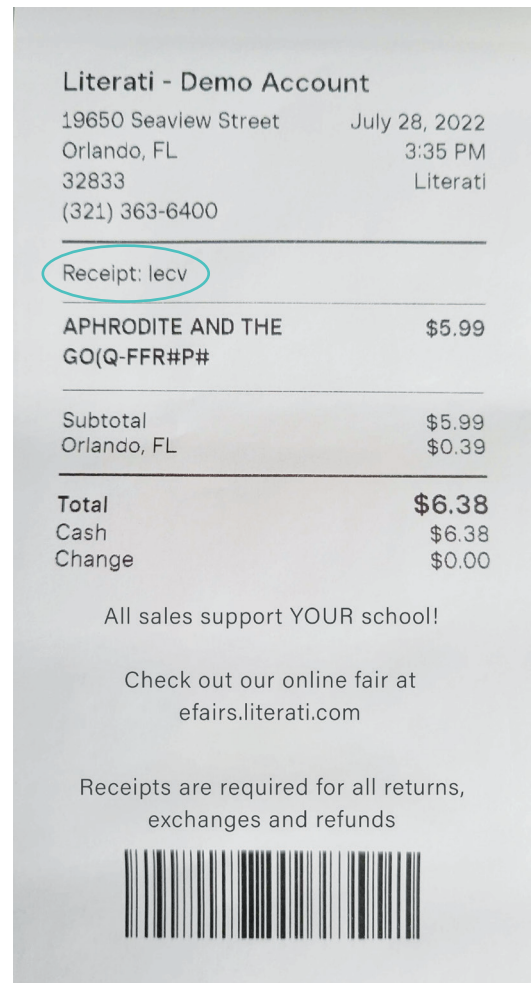 Literati - Demo Account
19650 Seaview Street July 28, 2022
Orlando, FL 3:35 PM
32833 Literati
(321) 363-6400
Receipt: lecv
APHRODITE AND THE $5.99
GO(Q-FFR#P#
Subtotal $5.99
Orlando, FL $0.39
Total $6.38
Cash $6.38
Change $0.00
All sales support YOUR school!
Check out our online fair at
efairs.literati.com
Receipts are required for all returns,
exchanges and refunds